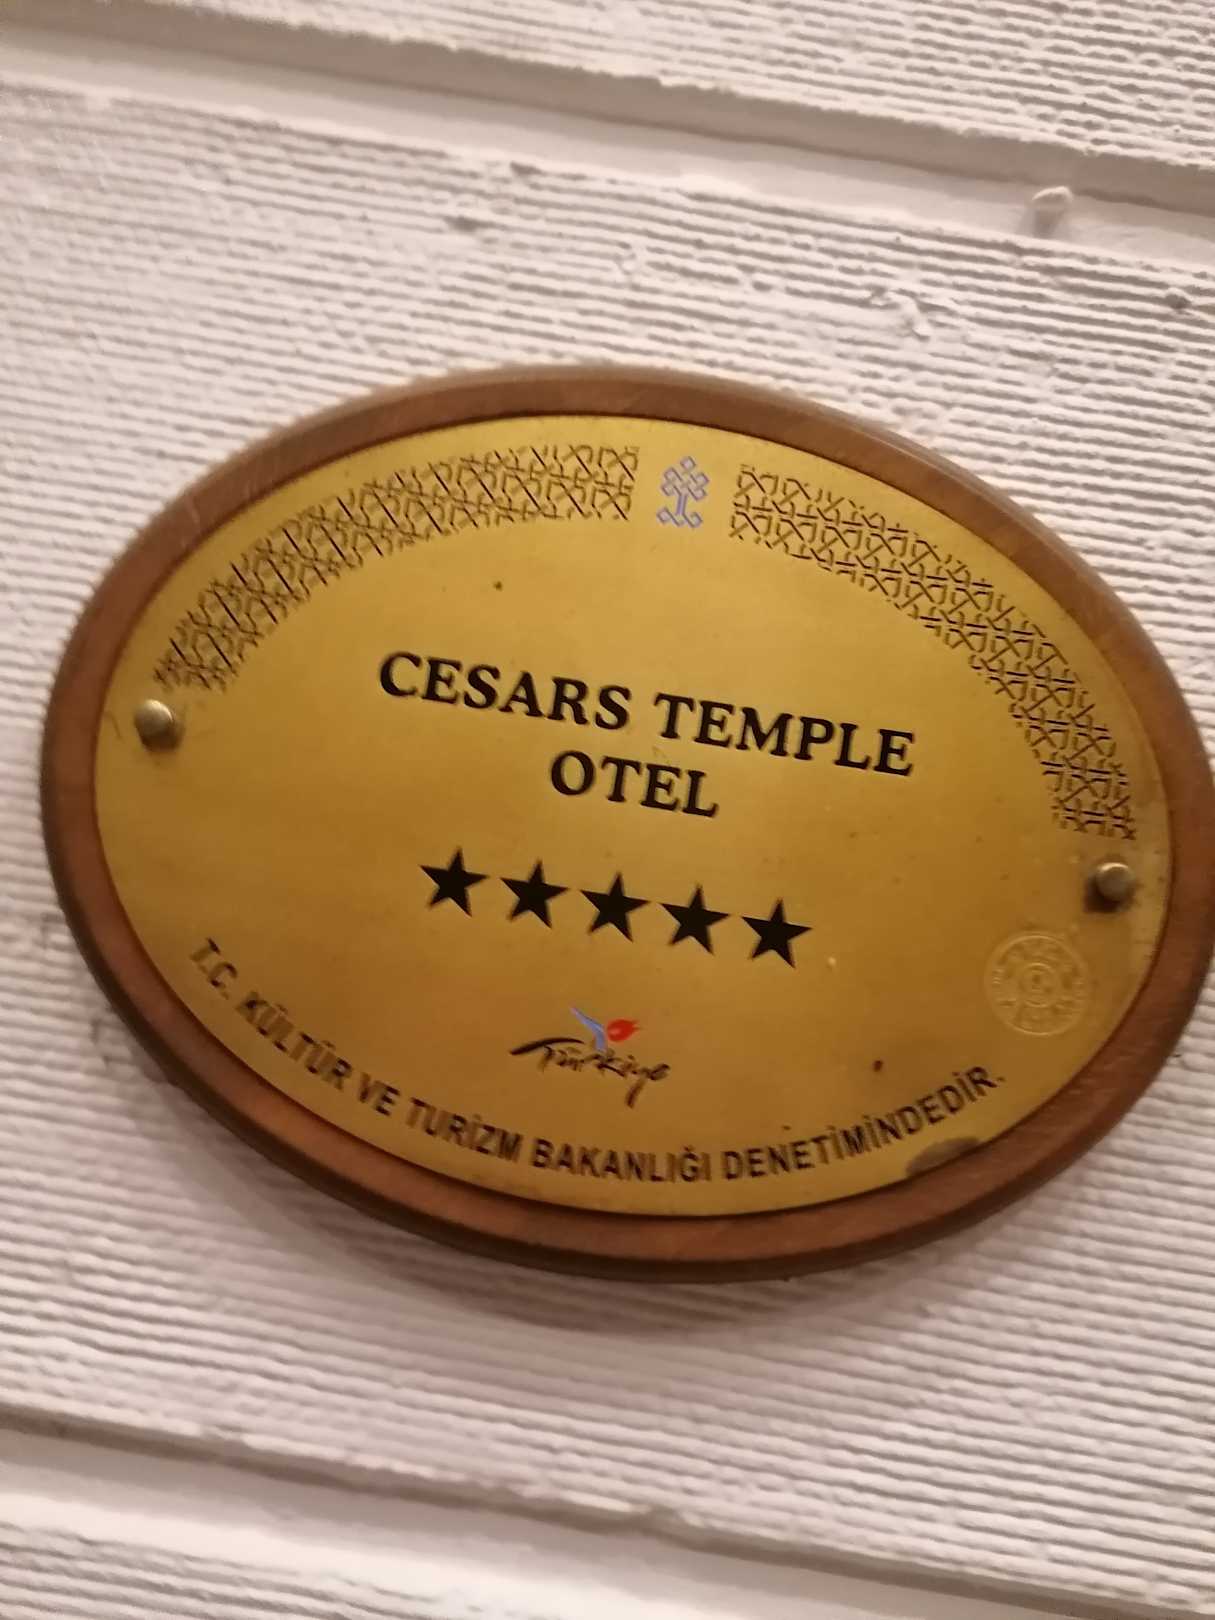 CESARS TEMPLE
OTEL
Türkiye
T.C. KÜLTÜR VE TURİZM BAKANLIĞI DENETİMİNDEDİR.